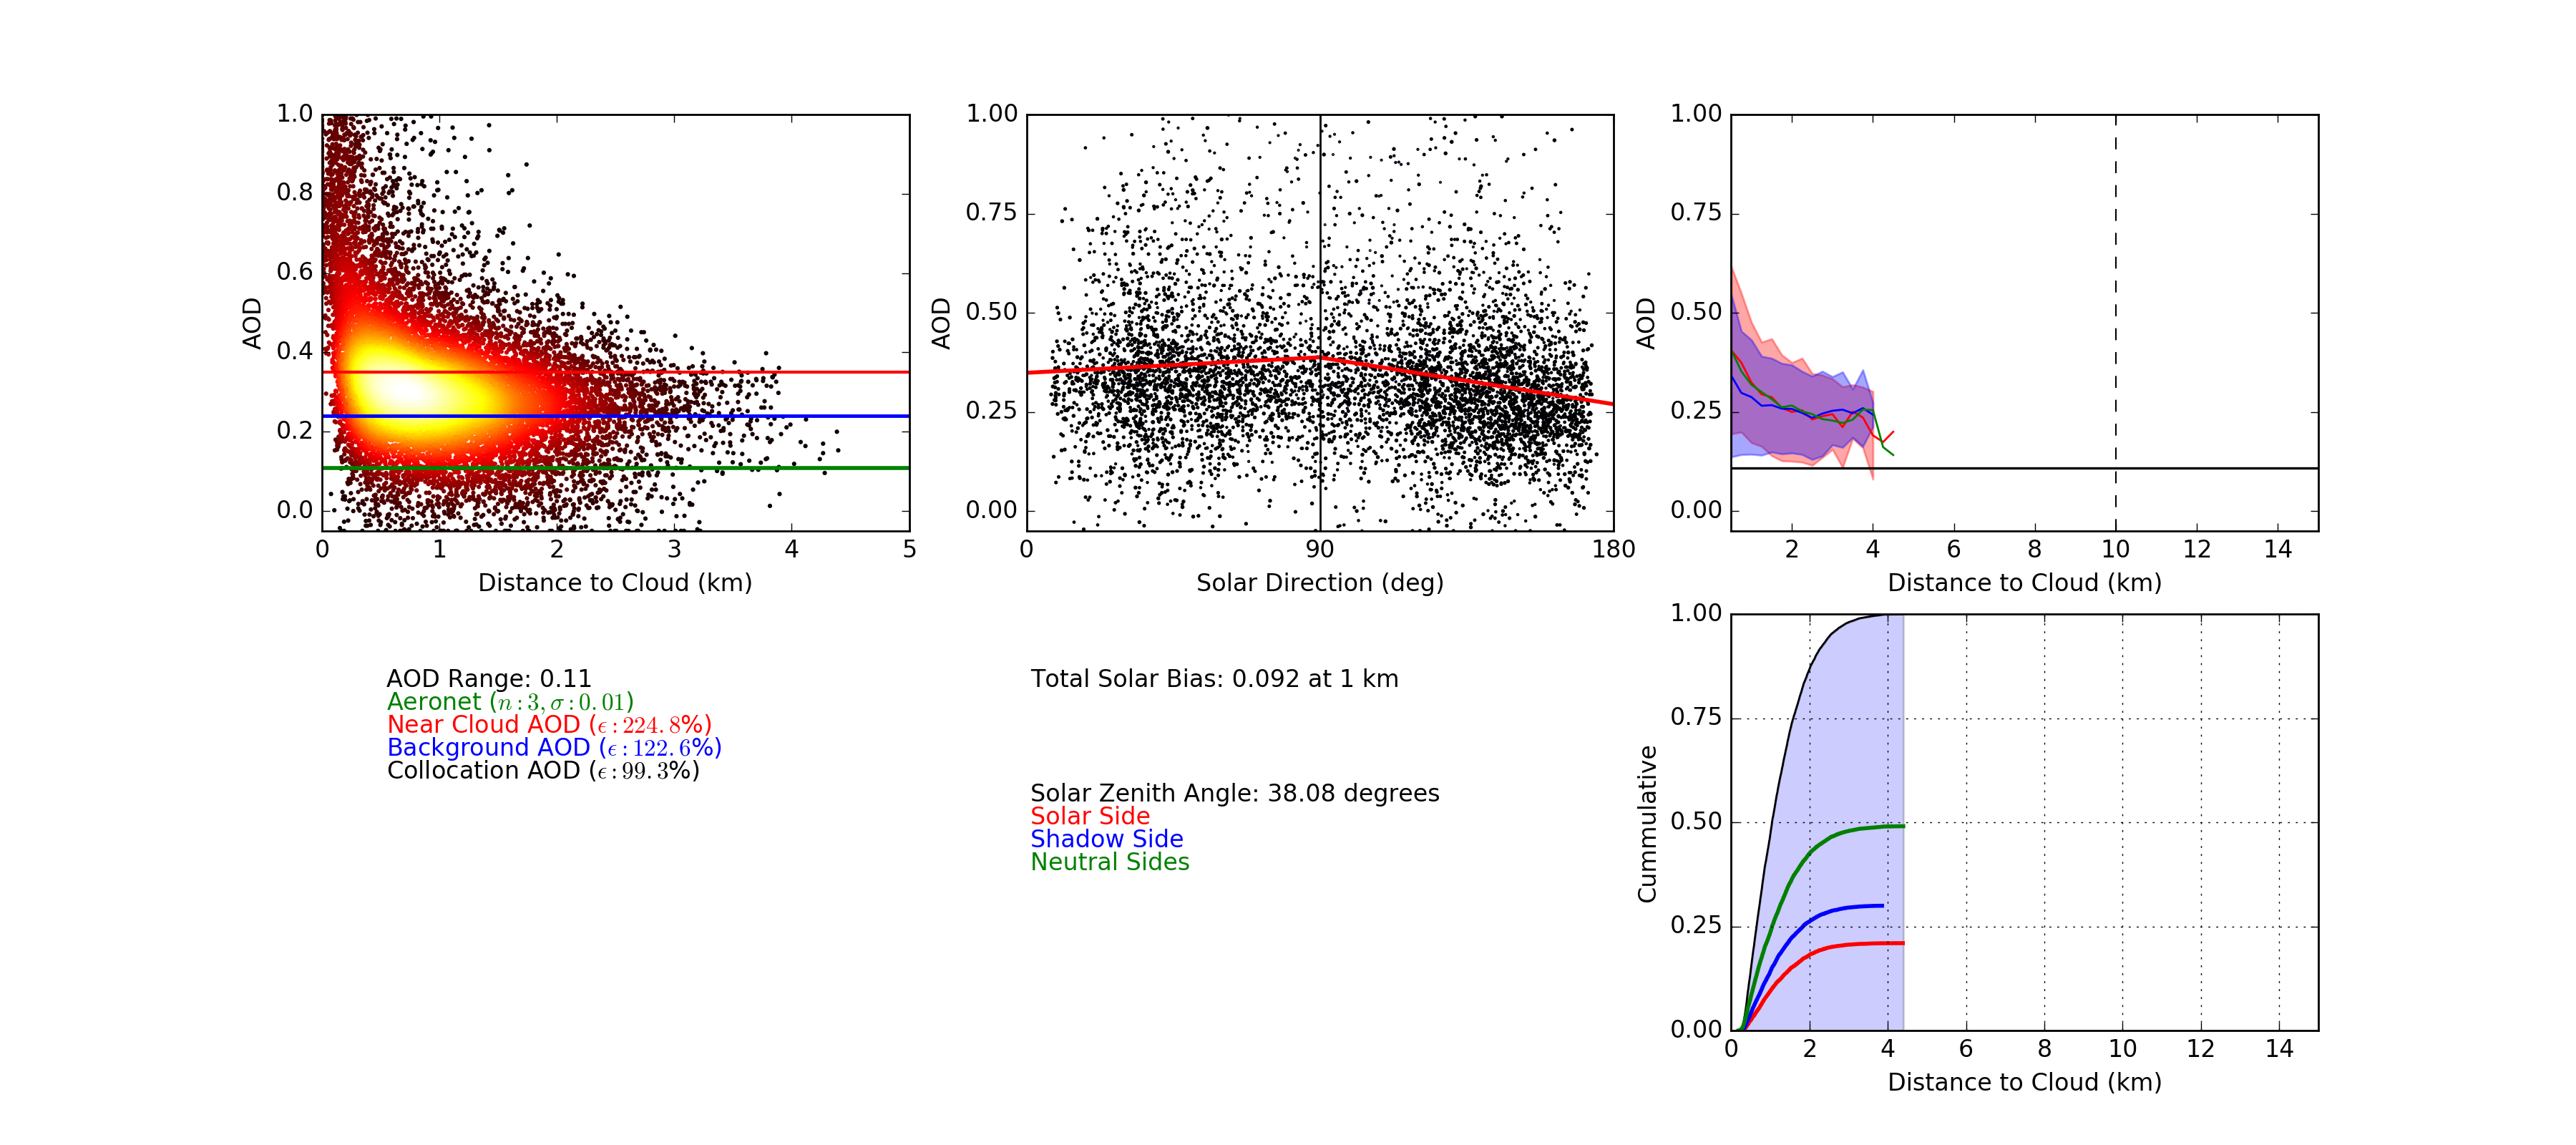 1.0
0.8
0.6
0.4
0.2
0.0
AOD
0
1
2
3
4
5
Distance to Cloud (km)
1.00
0.75
0.50
0.25
0.00
AOD
0
90
180
Solar Direction (deg)
1.00
0.75
0.50
0.25
0.00
AOD
2
4
6
8
10
12
14
Distance to Cloud (km)
AOD Range: 0.11
Aeronet (n : 3, σ : 0.01)
Near Cloud AOD (ϵ : 224.8%)
Background AOD (ϵ : 122.6%)
Collocation AOD (ϵ : 99.3%)
Total Solar Bias: 0.092 at 1 km
Solar Zenith Angle: 38.08 degrees
Solar Side
Shadow Side
Neutral Sides
1.00
0.75
0.50
0.25
0.00
Cummulative
0
2
4
6
8
10
12
14
Distance to Cloud (km)